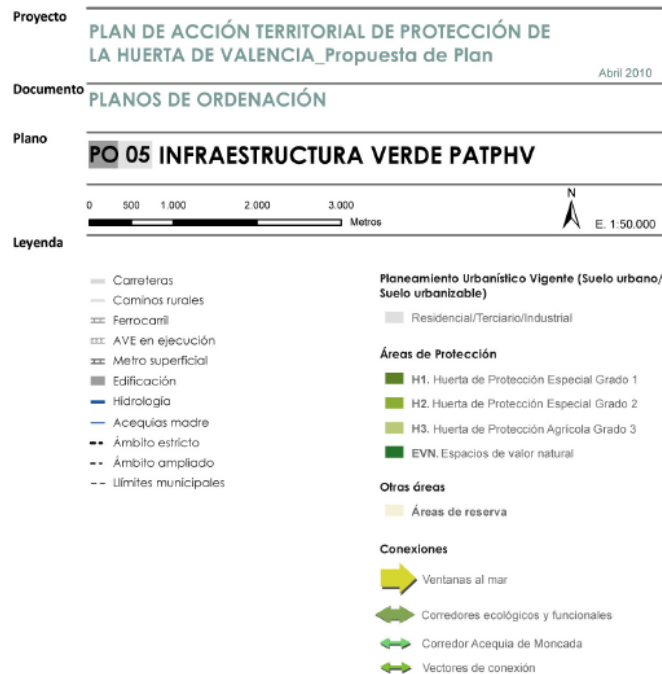 Proyecto
PLAN DE ACCIÓN TERRITORIAL DE PROTECCIÓN DE
LA HUERTA DE VALENCIA_Propuesta de Plan
Abril 2010
Documento
PLANOS DE ORDENACIÓN
Plano
PO 05 INFRAESTRUCTURA VERDE PATPHV
0 500 1.000 2.000 3.000
Metros
N
E. 1:50.000
Leyenda
Carreteras
Caminos rurales
Ferrocarril
AVE en ejecución
Metro superficial
Edificación
Hidrología
Acequias madre
Ámbito estricto
Ámbito ampliado
Llímites municipales
Planeamiento Urbanístico Vigente (Suelo urbano/
Suelo urbanizable)
Residencial/Terciario/Industrial
Áreas de Protección
H1. Huerta de Protección Especial Grado 1
H2. Huerta de Protección Especial Grado 2
H3. Huerta de Protección Agrícola Grado 3
EVN. Espacios de valor natural
Otras áreas
Áreas de reserva
Conexiones
Ventanas al mar
Corredores ecológicos y funcionales
Corredor Acequia de Moncada
Vectores de conexión